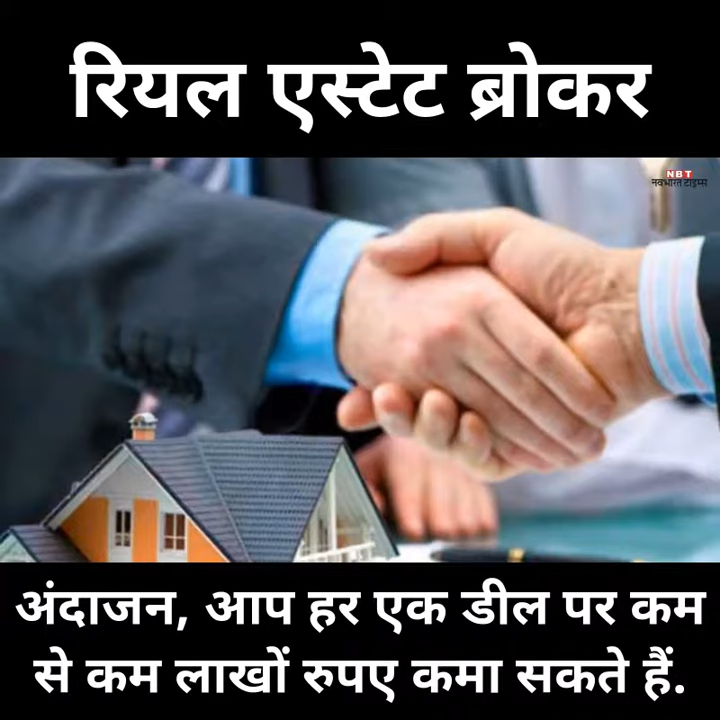 रियल एस्टेट ब्रोकर
NBT
नवभारत टाइम्स
अंदाजन, आप हर एक डील पर कम
से कम लाखों रुपए कमा सकते हैं.